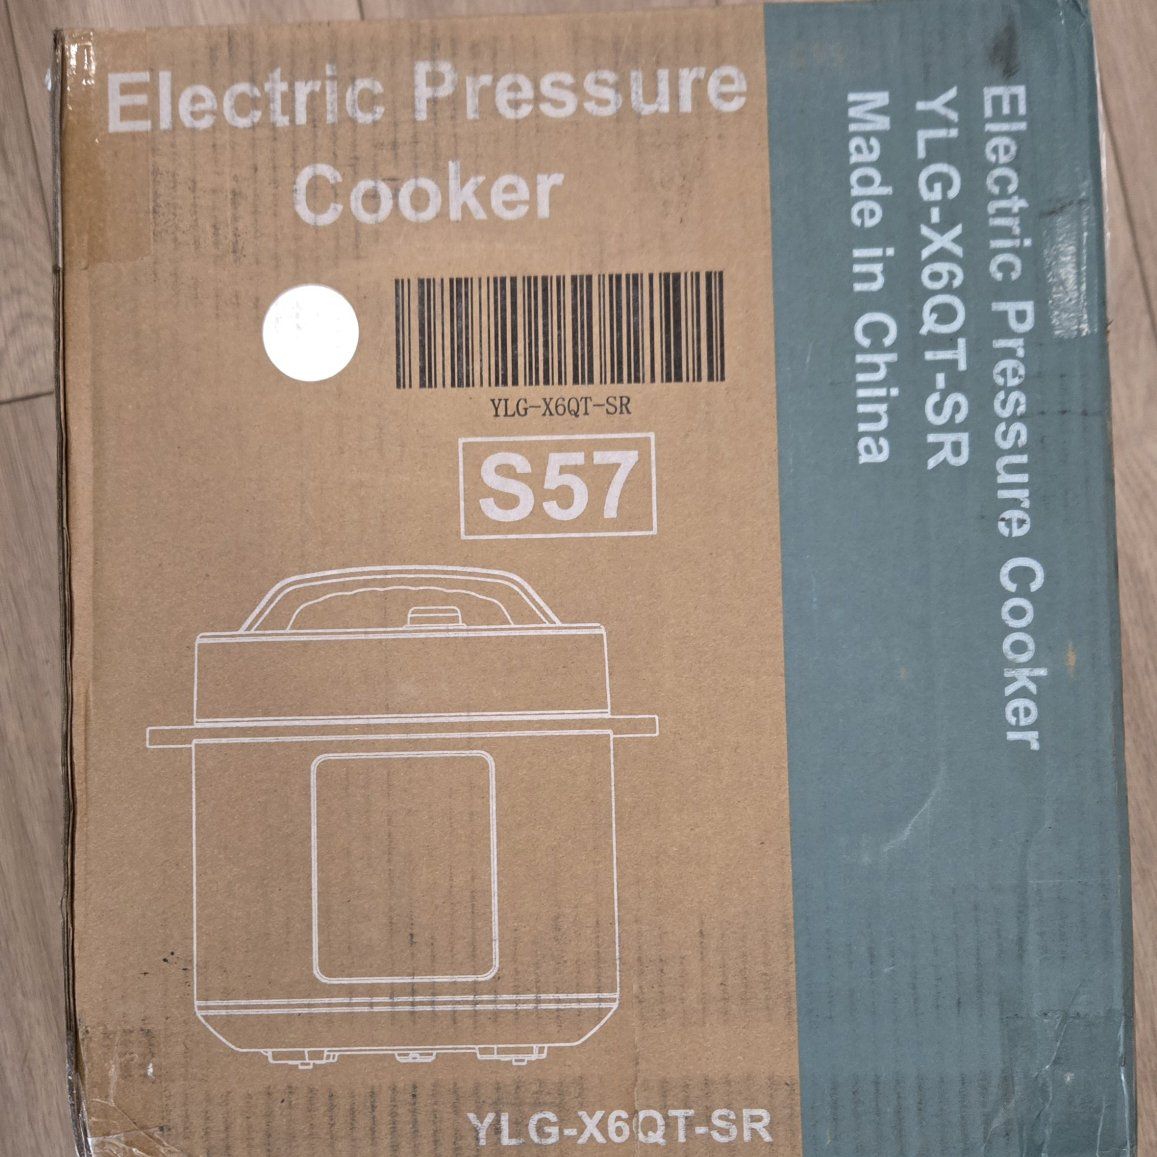 Electric Pressure
Cooker
YLG-X6QT-SR
S57
YLG-X6QT-SR
Electric Pressure Cooker
YLG-X6QT-SR
Made in China